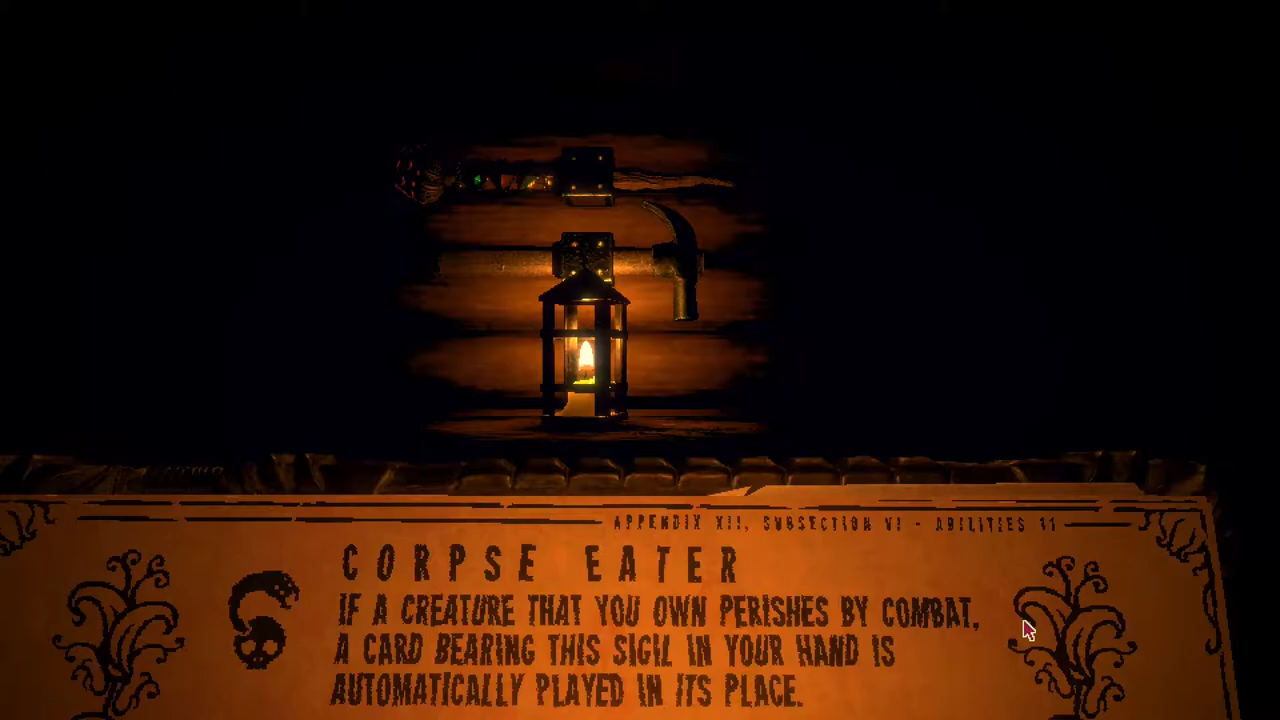 APPENDIX XII, SUBSECTION VI - ABILITIES 11
CORPSE EATER
IF A CREATURE THAT YOU OWN PERISHES BY COMBAT,
A CARD BEARING THIS SIGIL IN YOUR HAND IS
AUTOMATICALLY PLAYED IN ITS PLACE.